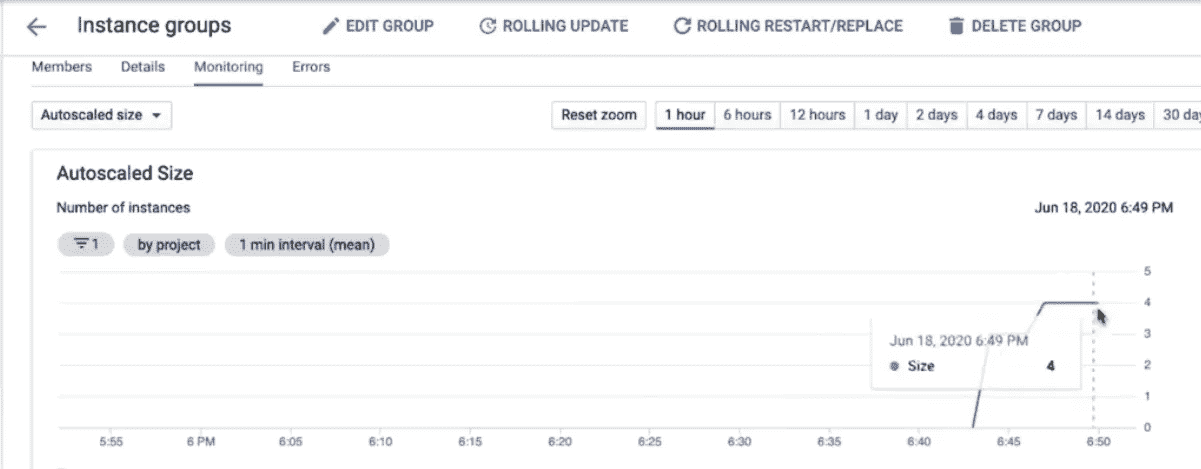 Instance groups EDIT GROUP ROLLING UPDATE ROLLING RESTART/REPLACE DELETE GROUP
Members Details Monitoring Errors
Autoscaled size Reset zoom 1 hour 6 hours 12 hours 1 day 2 days 4 days 7 days 14 days 30 day
Autoscaled Size
Number of instances Jun 18, 2020 6:49 PM
1 by project 1 min interval (mean)
5
4
3
Jun 18, 2020 6:49 PM
Size 4
2
1
0
5:55 6 PM 6:05 6:10 6:15 6:20 6:25 6:30 6:35 6:40 6:45 6:50